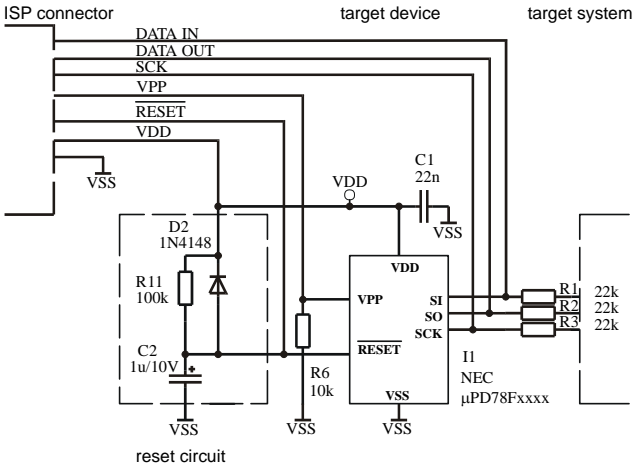 ISP connector
target device
target system
DATA IN
DATA OUT
SCK
VPP
RESET
VDD
VSS
C1
22n
VDD
VSS
D2
1N4148
R11
100k
C2
1u/10V
+
VSS
reset circuit
R6
10k
VSS
VDD
VPP
RESET
VSS
SI
SO
SCK
VSS
I1
NEC
µPD78Fxxxx
R1 22k
R2 22k
R3 22k